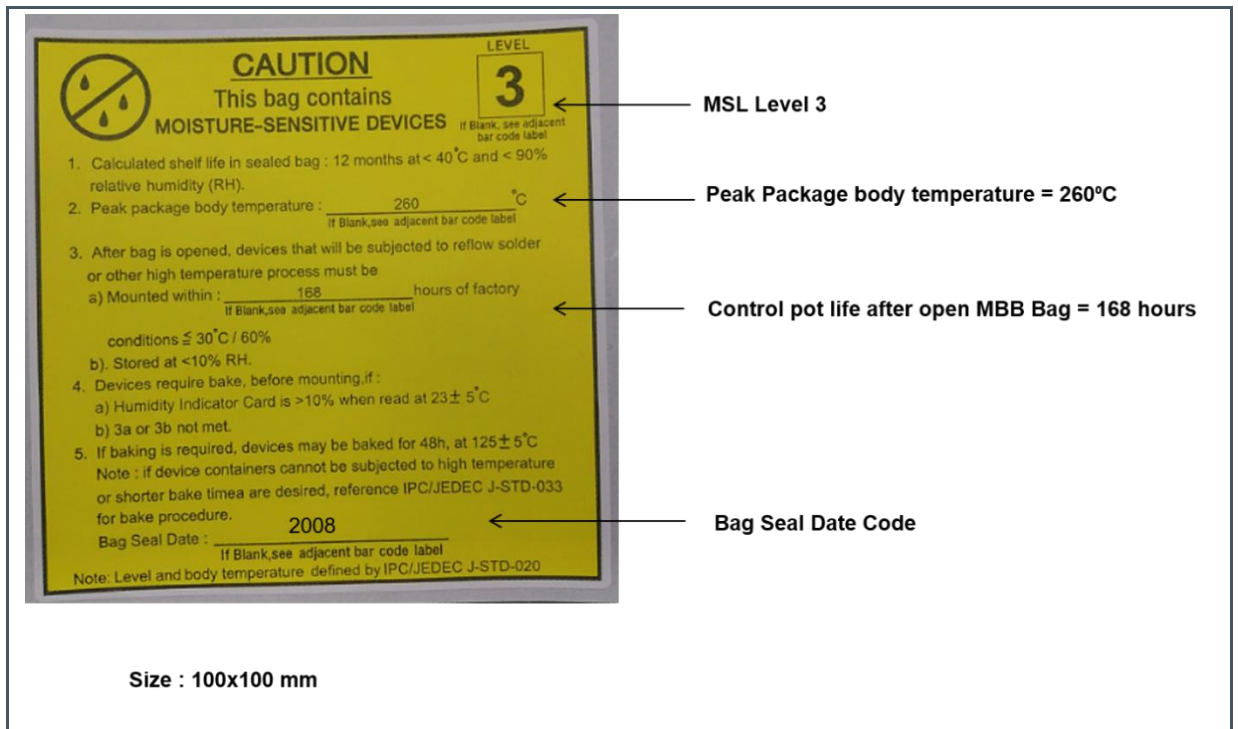 CAUTION
This bag contains
MOISTURE-SENSITIVE DEVICES
LEVEL
3
If Blank, see adjacent
bar code label
1. Calculated shelf life in sealed bag : 12 months at < 40°C and < 90%
relative humidity (RH).
2. Peak package body temperature : 260 °C
If Blank,see adjacent bar code label
3. After bag is opened, devices that will be subjected to reflow solder
or other high temperature process must be
a) Mounted within : 168 hours of factory
If Blank,see adjacent bar code label
conditions ≦ 30°C / 60%
b). Stored at <10% RH.
4. Devices require bake, before mounting,if :
a) Humidity Indicator Card is >10% when read at 23± 5°C
b) 3a or 3b not met.
5. If baking is required, devices may be baked for 48h, at 125± 5°C
Note : if device containers cannot be subjected to high temperature
or shorter bake timea are desired, reference IPC/JEDEC J-STD-033
for bake procedure.
Bag Seal Date : 2008
If Blank,see adjacent bar code label
Note: Level and body temperature defined by IPC/JEDEC J-STD-020
MSL Level 3
Peak Package body temperature = 260ºC
Control pot life after open MBB Bag = 168 hours
Bag Seal Date Code
Size : 100x100 mm